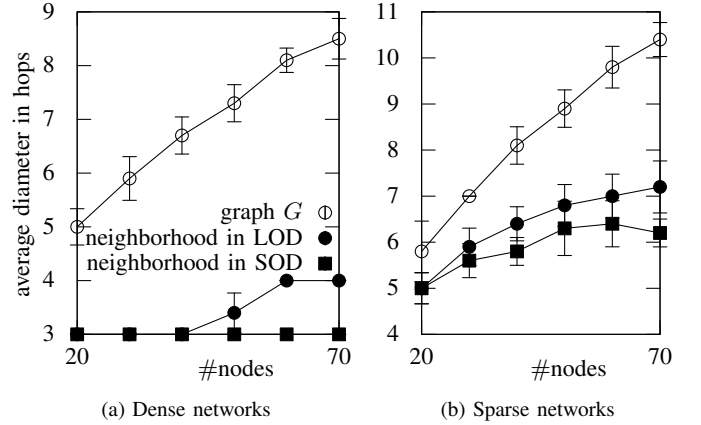 average diameter in hops
9
8
7
6
5
4
3
graph G
neighborhood in LOD
neighborhood in SOD
20
#nodes
70
(a) Dense networks
11
10
9
8
7
6
5
4
20
#nodes
70
(b) Sparse networks